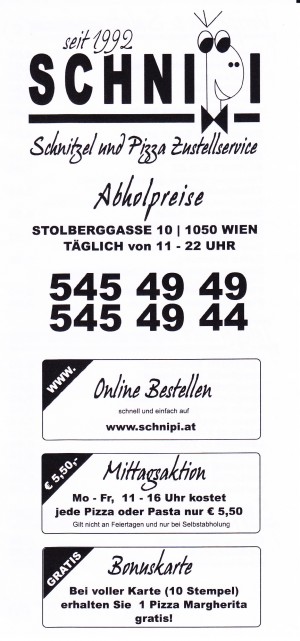 seit 1992
SCHNIPI
Schnitzel und Pizza Zustellservice
Abholpreise
STOLBERGGASSE 10 | 1050 WIEN
TÄGLICH von 11 - 22 UHR
545 49 49
545 49 44
www.
Online Bestellen
schnell und einfach auf
www.schnipi.at
€ 5,50,-
Mittagsaktion
Mo - Fr, 11 - 16 Uhr kostet
jede Pizza oder Pasta nur € 5,50
Gilt nicht an Feiertagen und nur bei Selbstabholung
GRATIS
Bonuskarte
Bei voller Karte (10 Stempel)
erhalten Sie 1 Pizza Margherita
gratis!